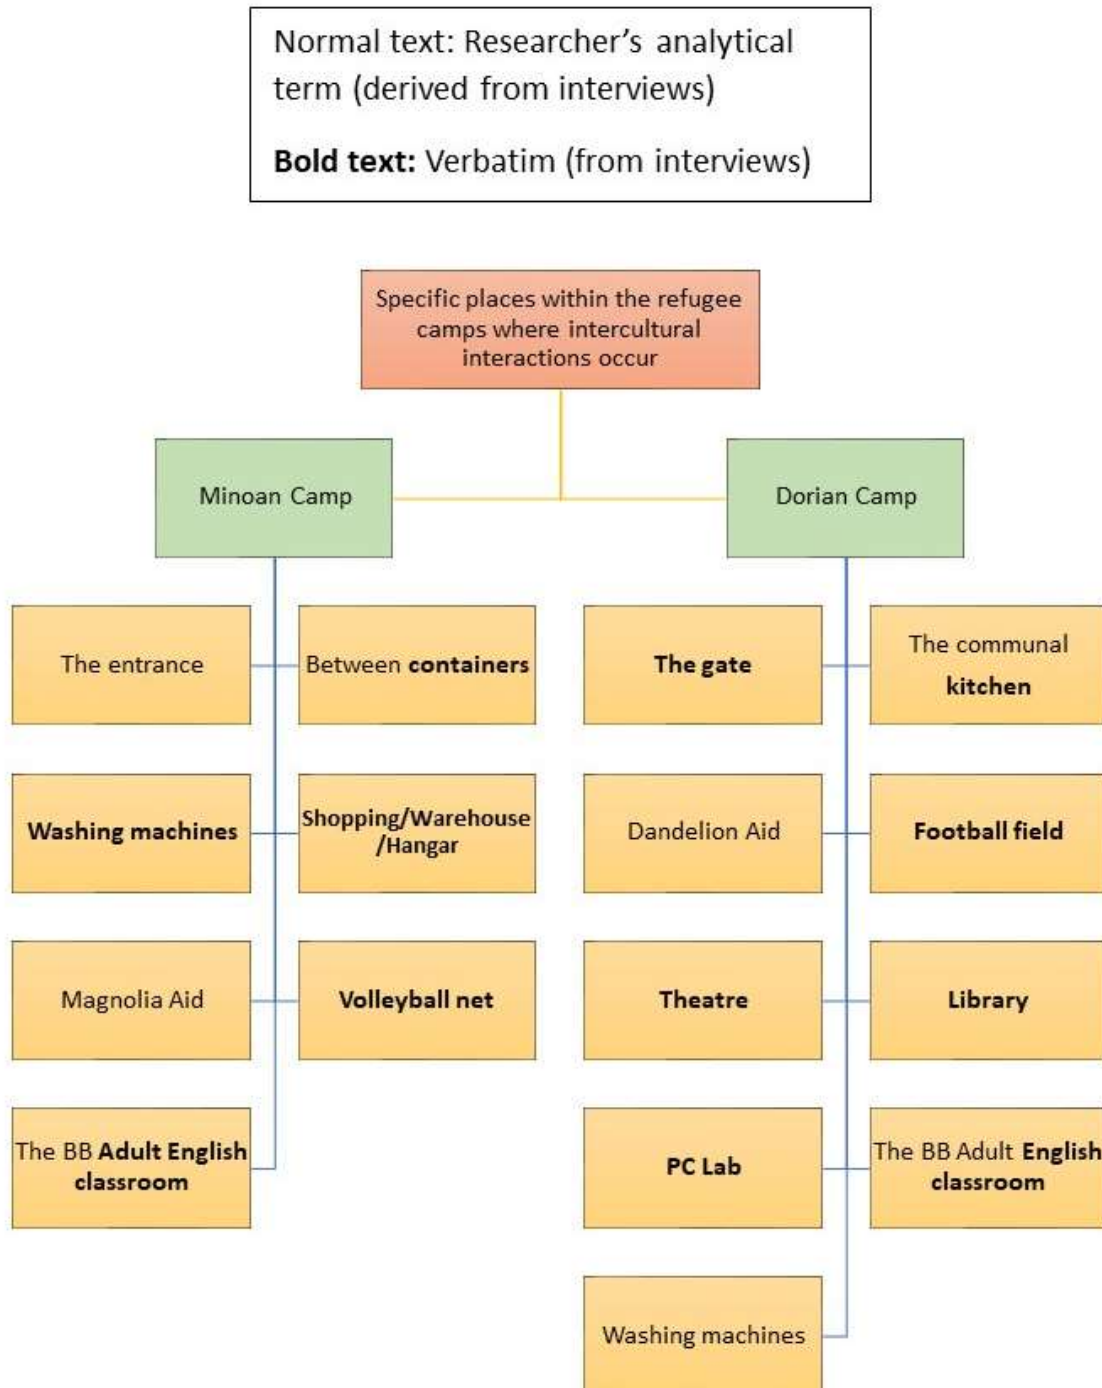 Normal text: Researcher's analytical
term (derived from interviews)
Bold text: Verbatim (from interviews)
Specific places within the refugee
camps where intercultural
interactions occur
Minoan Camp
Dorian Camp
The entrance
Between containers
The gate
The communal
kitchen
Washing machines
Shopping/Warehouse
/Hangar
Dandelion Aid
Football field
Magnolia Aid
Volleyball net
Theatre
Library
The BB Adult English
classroom
PC Lab
The BB Adult English
classroom
Washing machines